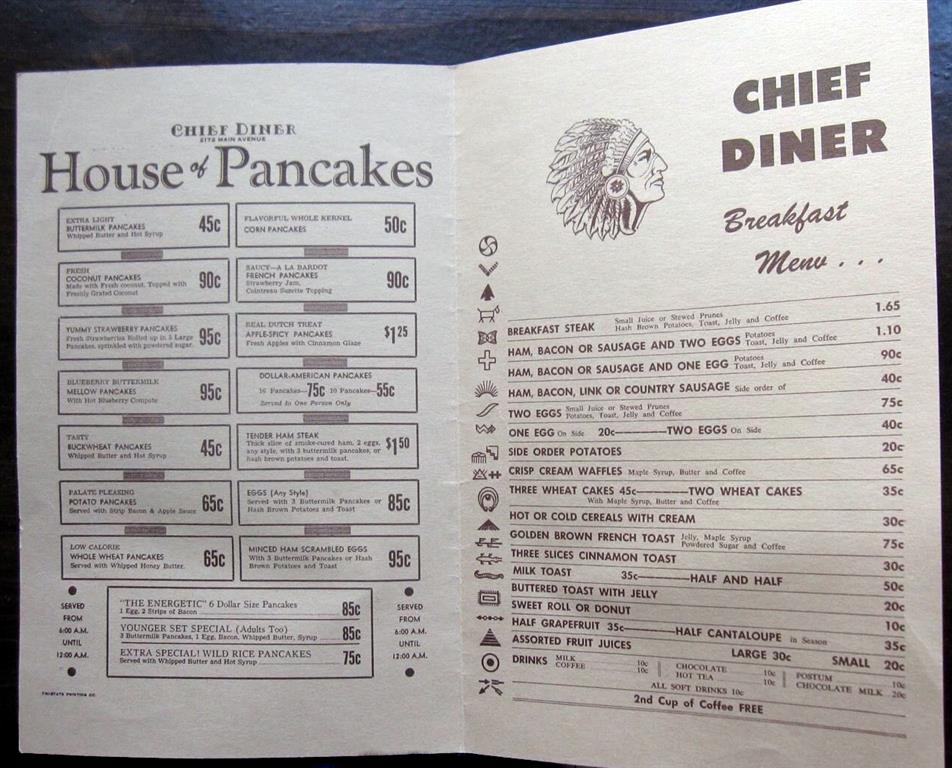 CHIEF DINER
2172 MAIN AVENUE
House of Pancakes
EXTRA LIGHT
BUTTERMILK PANCAKES 45c
Whipped Butter and Hot Syrup
FRESH
COCONUT PANCAKES 90c
Made with Fresh coconut, Topped with
Freshly Grated Coconut
YUMMY STRAWBERRY PANCAKES 95c
Fresh Strawberries Rolled up in 3 Large
Pancakes, sprinkled with powdered sugar.
BLUEBERRY BUTTERMILK
MELLOW PANCAKES 95c
With Hot Blueberry Compote
TASTY
BUCKWHEAT PANCAKES 45c
Whipped Butter and Hot Syrup
PALATE PLEASING
POTATO PANCAKES 65c
Served with Strip Bacon & Apple Sauce
LOW CALORIE
WHOLE WHEAT PANCAKES 65c
Served with Whipped Honey Butter.
FLAVORFUL WHOLE KERNEL
CORN PANCAKES 50c
SAUCY—A LA BARDOT
FRENCH PANCAKES 90c
Strawberry Jam,
Cointreau Suzette Topping
REAL DUTCH TREAT
APPLE-SPICY PANCAKES $1 25
Fresh Apples with Cinnamon Glaze
DOLLAR-AMERICAN PANCAKES
16 Pancakes—75c 10 Pancakes—55c
Served to One Person Only
TENDER HAM STEAK
Thick slice of smoke-cured ham, 2 eggs, $1 50
any style, with 3 buttermilk pancakes, or
hash brown potatoes and toast.
EGGS [Any Style]
Served with 3 Buttermilk Pancakes or 85c
Hash Brown Potatoes and Toast
MINCED HAM SCRAMBLED EGGS
With 3 Buttermilk Pancakes or Hash 95c
Brown Potatoes and Toast
SERVED
FROM
6:00 A.M.
UNTIL
12:00 A.M.
"THE ENERGETIC" 6 Dollar Size Pancakes
1 Egg, 2 Strips of Bacon 85c
YOUNGER SET SPECIAL (Adults Too)
3 Buttermilk Pancakes, 1 Egg, Bacon, Whipped Butter, Syrup 85c
EXTRA SPECIAL! WILD RICE PANCAKES
Served with Whipped Butter and Hot Syrup 75c
SERVED
FROM
6:00 A.M.
UNTIL
12:00 A.M.
TRISTATE PRINTING CO.
CHIEF
DINER
Breakfast
Menu . . .
BREAKFAST STEAK Small Juice or Stewed Prunes 1.65
Hash Brown Potatoes, Toast, Jelly and Coffee
HAM, BACON OR SAUSAGE AND TWO EGGS Potatoes 1.10
Toast, Jelly and Coffee
HAM, BACON OR SAUSAGE AND ONE EGG Potatoes 90c
Toast, Jelly and Coffee
HAM, BACON, LINK OR COUNTRY SAUSAGE Side order of 40c
TWO EGGS Small Juice or Stewed Prunes 75c
Potatoes, Toast, Jelly and Coffee
ONE EGG On Side 20c—TWO EGGS On Side 40c
SIDE ORDER POTATOES 20c
CRISP CREAM WAFFLES Maple Syrup, Butter and Coffee 65c
THREE WHEAT CAKES 45c—TWO WHEAT CAKES 35c
With Maple Syrup, Butter and Coffee
HOT OR COLD CEREALS WITH CREAM 30c
GOLDEN BROWN FRENCH TOAST Jelly, Maple Syrup 75c
Powdered Sugar and Coffee
THREE SLICES CINNAMON TOAST 30c
MILK TOAST 35c—HALF AND HALF 50c
BUTTERED TOAST WITH JELLY 20c
SWEET ROLL OR DONUT 10c
HALF GRAPEFRUIT 35c—HALF CANTALOUPE in Season 35c
ASSORTED FRUIT JUICES LARGE 30c SMALL 20c
DRINKS MILK 10c CHOCOLATE 10c POSTUM 10c
COFFEE 10c HOT TEA 10c CHOCOLATE MILK 20c
ALL SOFT DRINKS 10c
2nd Cup of Coffee FREE